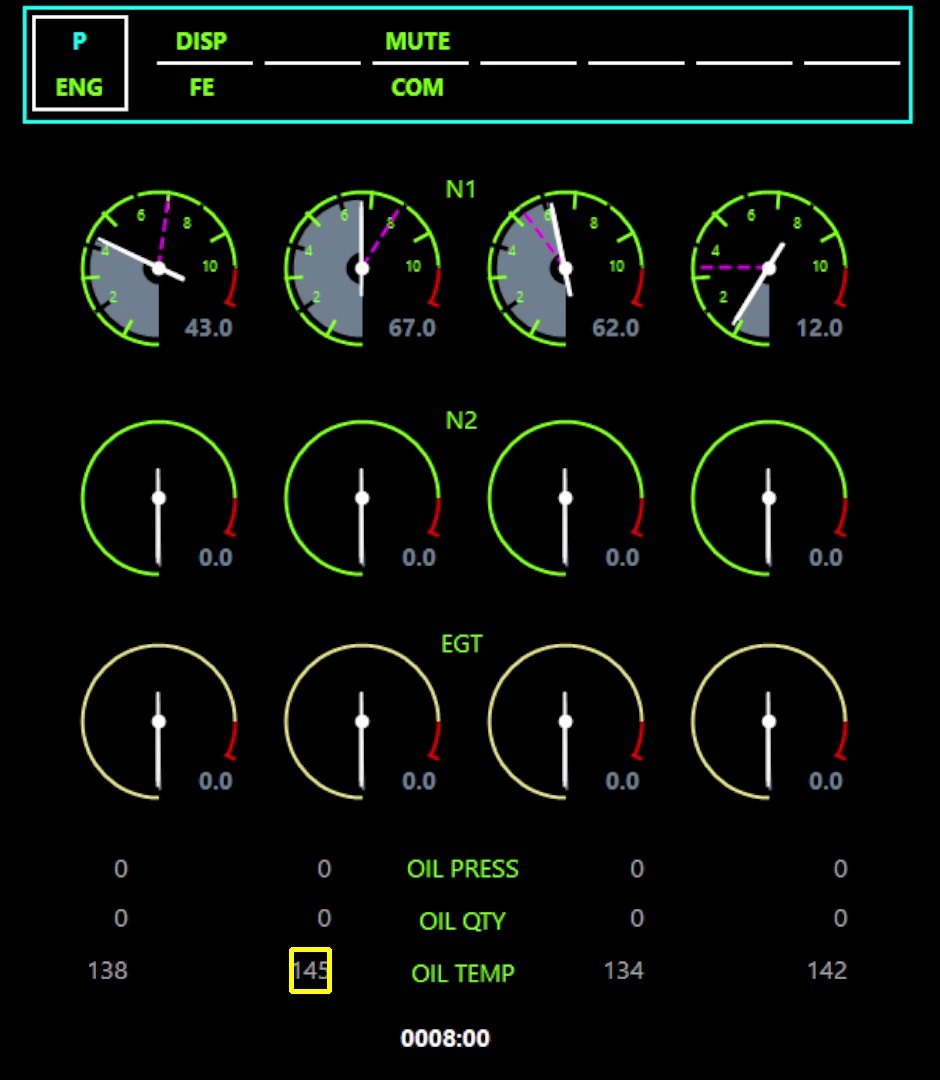 P DISP MUTE
ENG FE COM
N1
6 8 4 10 2 43.0
6 8 4 10 2 67.0
6 8 4 10 2 62.0
6 8 4 10 2 12.0
N2
0.0 0.0 0.0 0.0
EGT
0.0 0.0 0.0 0.0
0 0 OIL PRESS 0 0
0 0 OIL QTY 0 0
138 145 OIL TEMP 134 142
0008:00